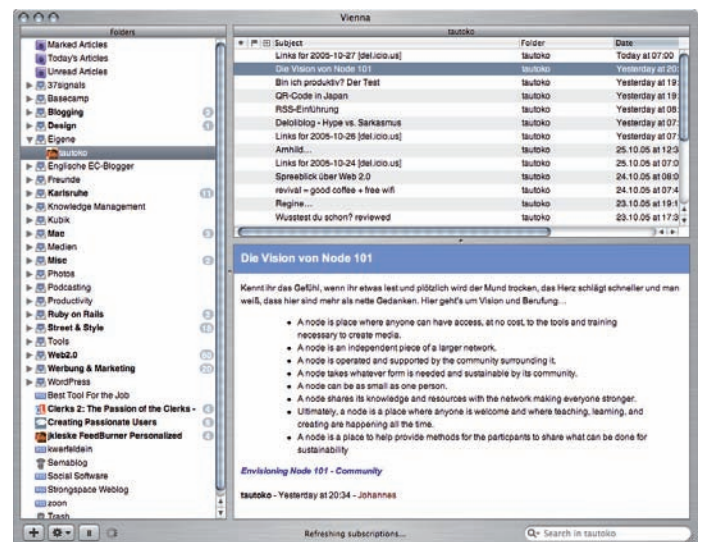 Vienna
Folders
Marked Articles
Today's Articles
Unread Articles
37signals
Basecamp
Blogging
Design
Eigene
tautoko
Englische EC-Blogger
Freunde
Karlsruhe
Knowledge Management
Kubik
Mac
Medien
Misc
Photos
Podcasting
Productivity
Ruby on Rails
Street & Style
Tools
Web2.0
Werbung & Marketing
WordPress
Best Tool For the Job
Clerks 2: The Passion of the Clerks -
Creating Passionate Users
jkleske FeedBurner Personalized
kwerfeldein
Semablog
Social Software
Strongspace Weblog
zoon
Trash
tautoko
Subject Folder Date
Links for 2005-10-27 [del.icio.us] tautoko Today at 07:00
Die Vision von Node 101 tautoko Yesterday at 20:
Bin ich produktiv? Der Test tautoko Yesterday at 19:
QR-Code in Japan tautoko Yesterday at 19:
RSS-Einführung tautoko Yesterday at 08:
Deloliblog - Hype vs. Sarkasmus tautoko Yesterday at 07:
Links for 2005-10-26 [del.icio.us] tautoko Yesterday at 07:
Arnhild... tautoko 25.10.05 at 12:3
Links for 2005-10-24 [del.icio.us] tautoko 25.10.05 at 07:0
Spreeblick über Web 2.0 tautoko 24.10.05 at 08:0
revival = good coffee + free wifi tautoko 24.10.05 at 07:4
Regine... tautoko 23.10.05 at 19:1
Wusstest du schon? reviewed tautoko 23.10.05 at 17:3
Die Vision von Node 101
Kennt ihr das Gefühl, wenn ihr etwas lest und plötzlich wird der Mund trocken, das Herz schlägt schneller und man
weiß, dass hier sind mehr als nette Gedanken. Hier geht's um Vision und Berufung...
• A node is place where anyone can have access, at no cost, to the tools and training
necessary to create media.
• A node is an independent piece of a larger network.
• A node is operated and supported by the community surrounding it.
• A node takes whatever form is needed and sustainable by its community.
• A node can be as small as one person.
• A node shares its knowledge and resources with the network making everyone stronger.
• Ultimately, a node is a place where anyone is welcome and where teaching, learning, and
creating are happening all the time.
• A node is a place to help provide methods for the particpants to share what can be done for
sustainability
Envisioning Node 101 - Community
tautoko - Yesterday at 20:34 - Johannes
Refreshing subscriptions...
Search in tautoko